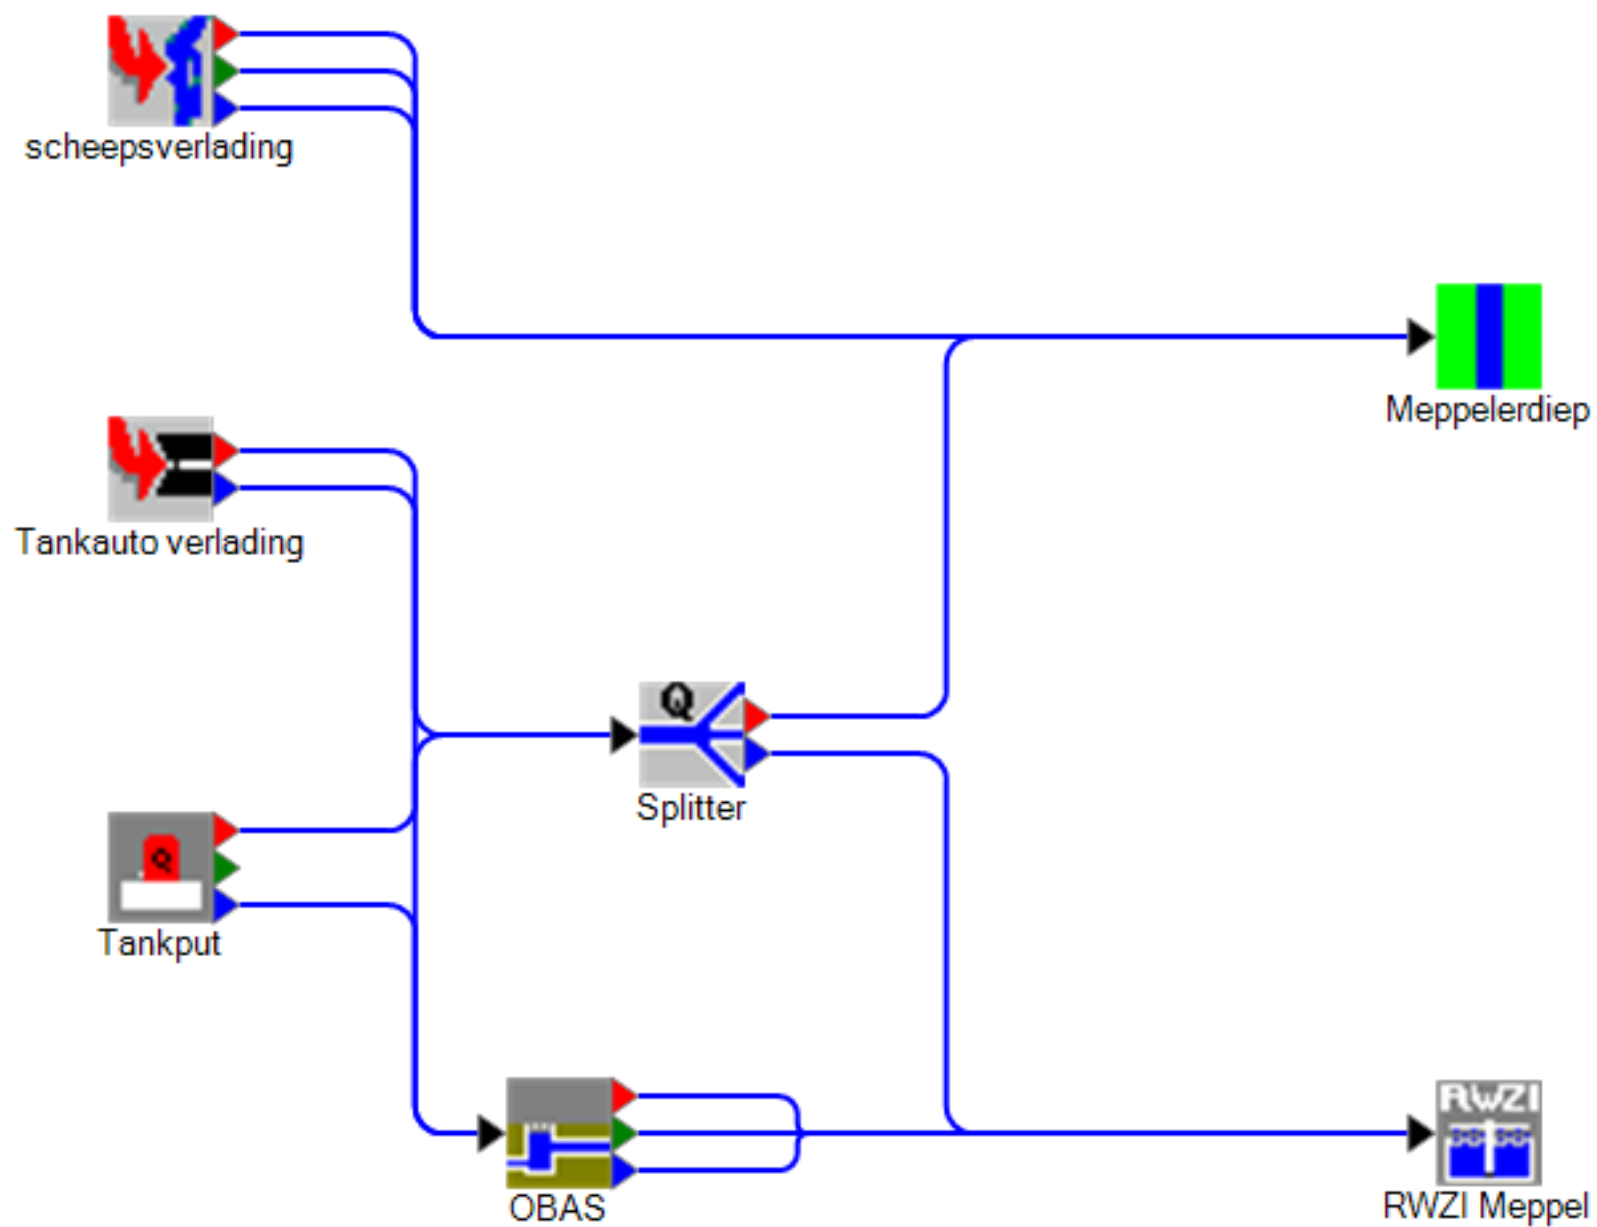 scheepsverlading
Meppelerdiep
Tankauto verlading
Q
Splitter
Q
Tankput
OBAS
RWZI
RWZI Meppel